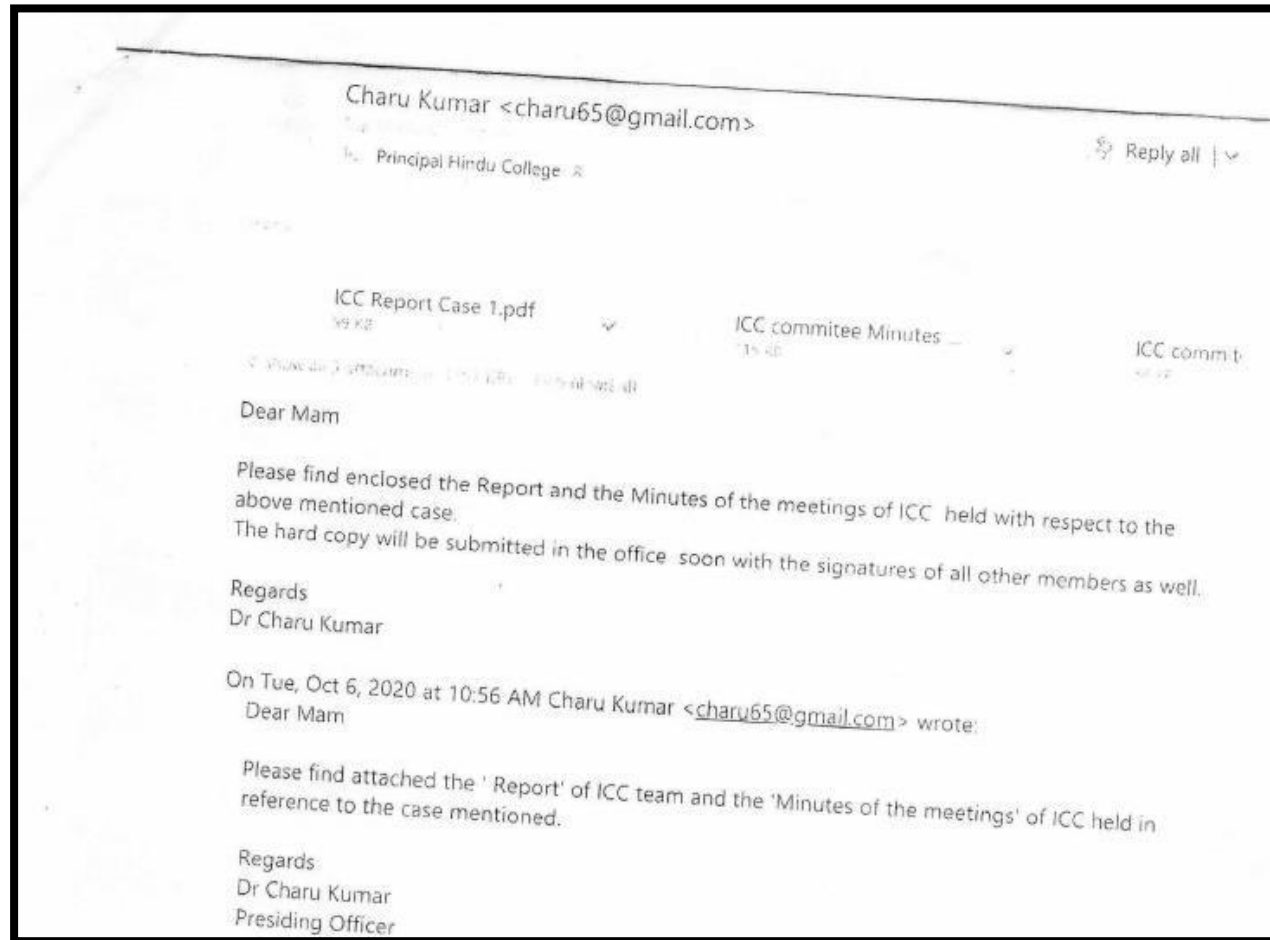 Charu Kumar <charu65@gmail.com>
Reply all
Principal Hindu College
ICC Report Case 1.pdf
ICC commitee Minutes
ICC comm
Dear Mam
Please find enclosed the Report and the Minutes of the meetings of ICC held with respect to the
above mentioned case.
The hard copy will be submitted in the office soon with the signatures of all other members as well.
Regards
Dr Charu Kumar
On Tue, Oct 6, 2020 at 10:56 AM Charu Kumar <charu65@gmail.com> wrote:
Dear Mam
Please find attached the ' Report' of ICC team and the 'Minutes of the meetings' of ICC held in
reference to the case mentioned.
Regards
Dr Charu Kumar
Presiding Officer